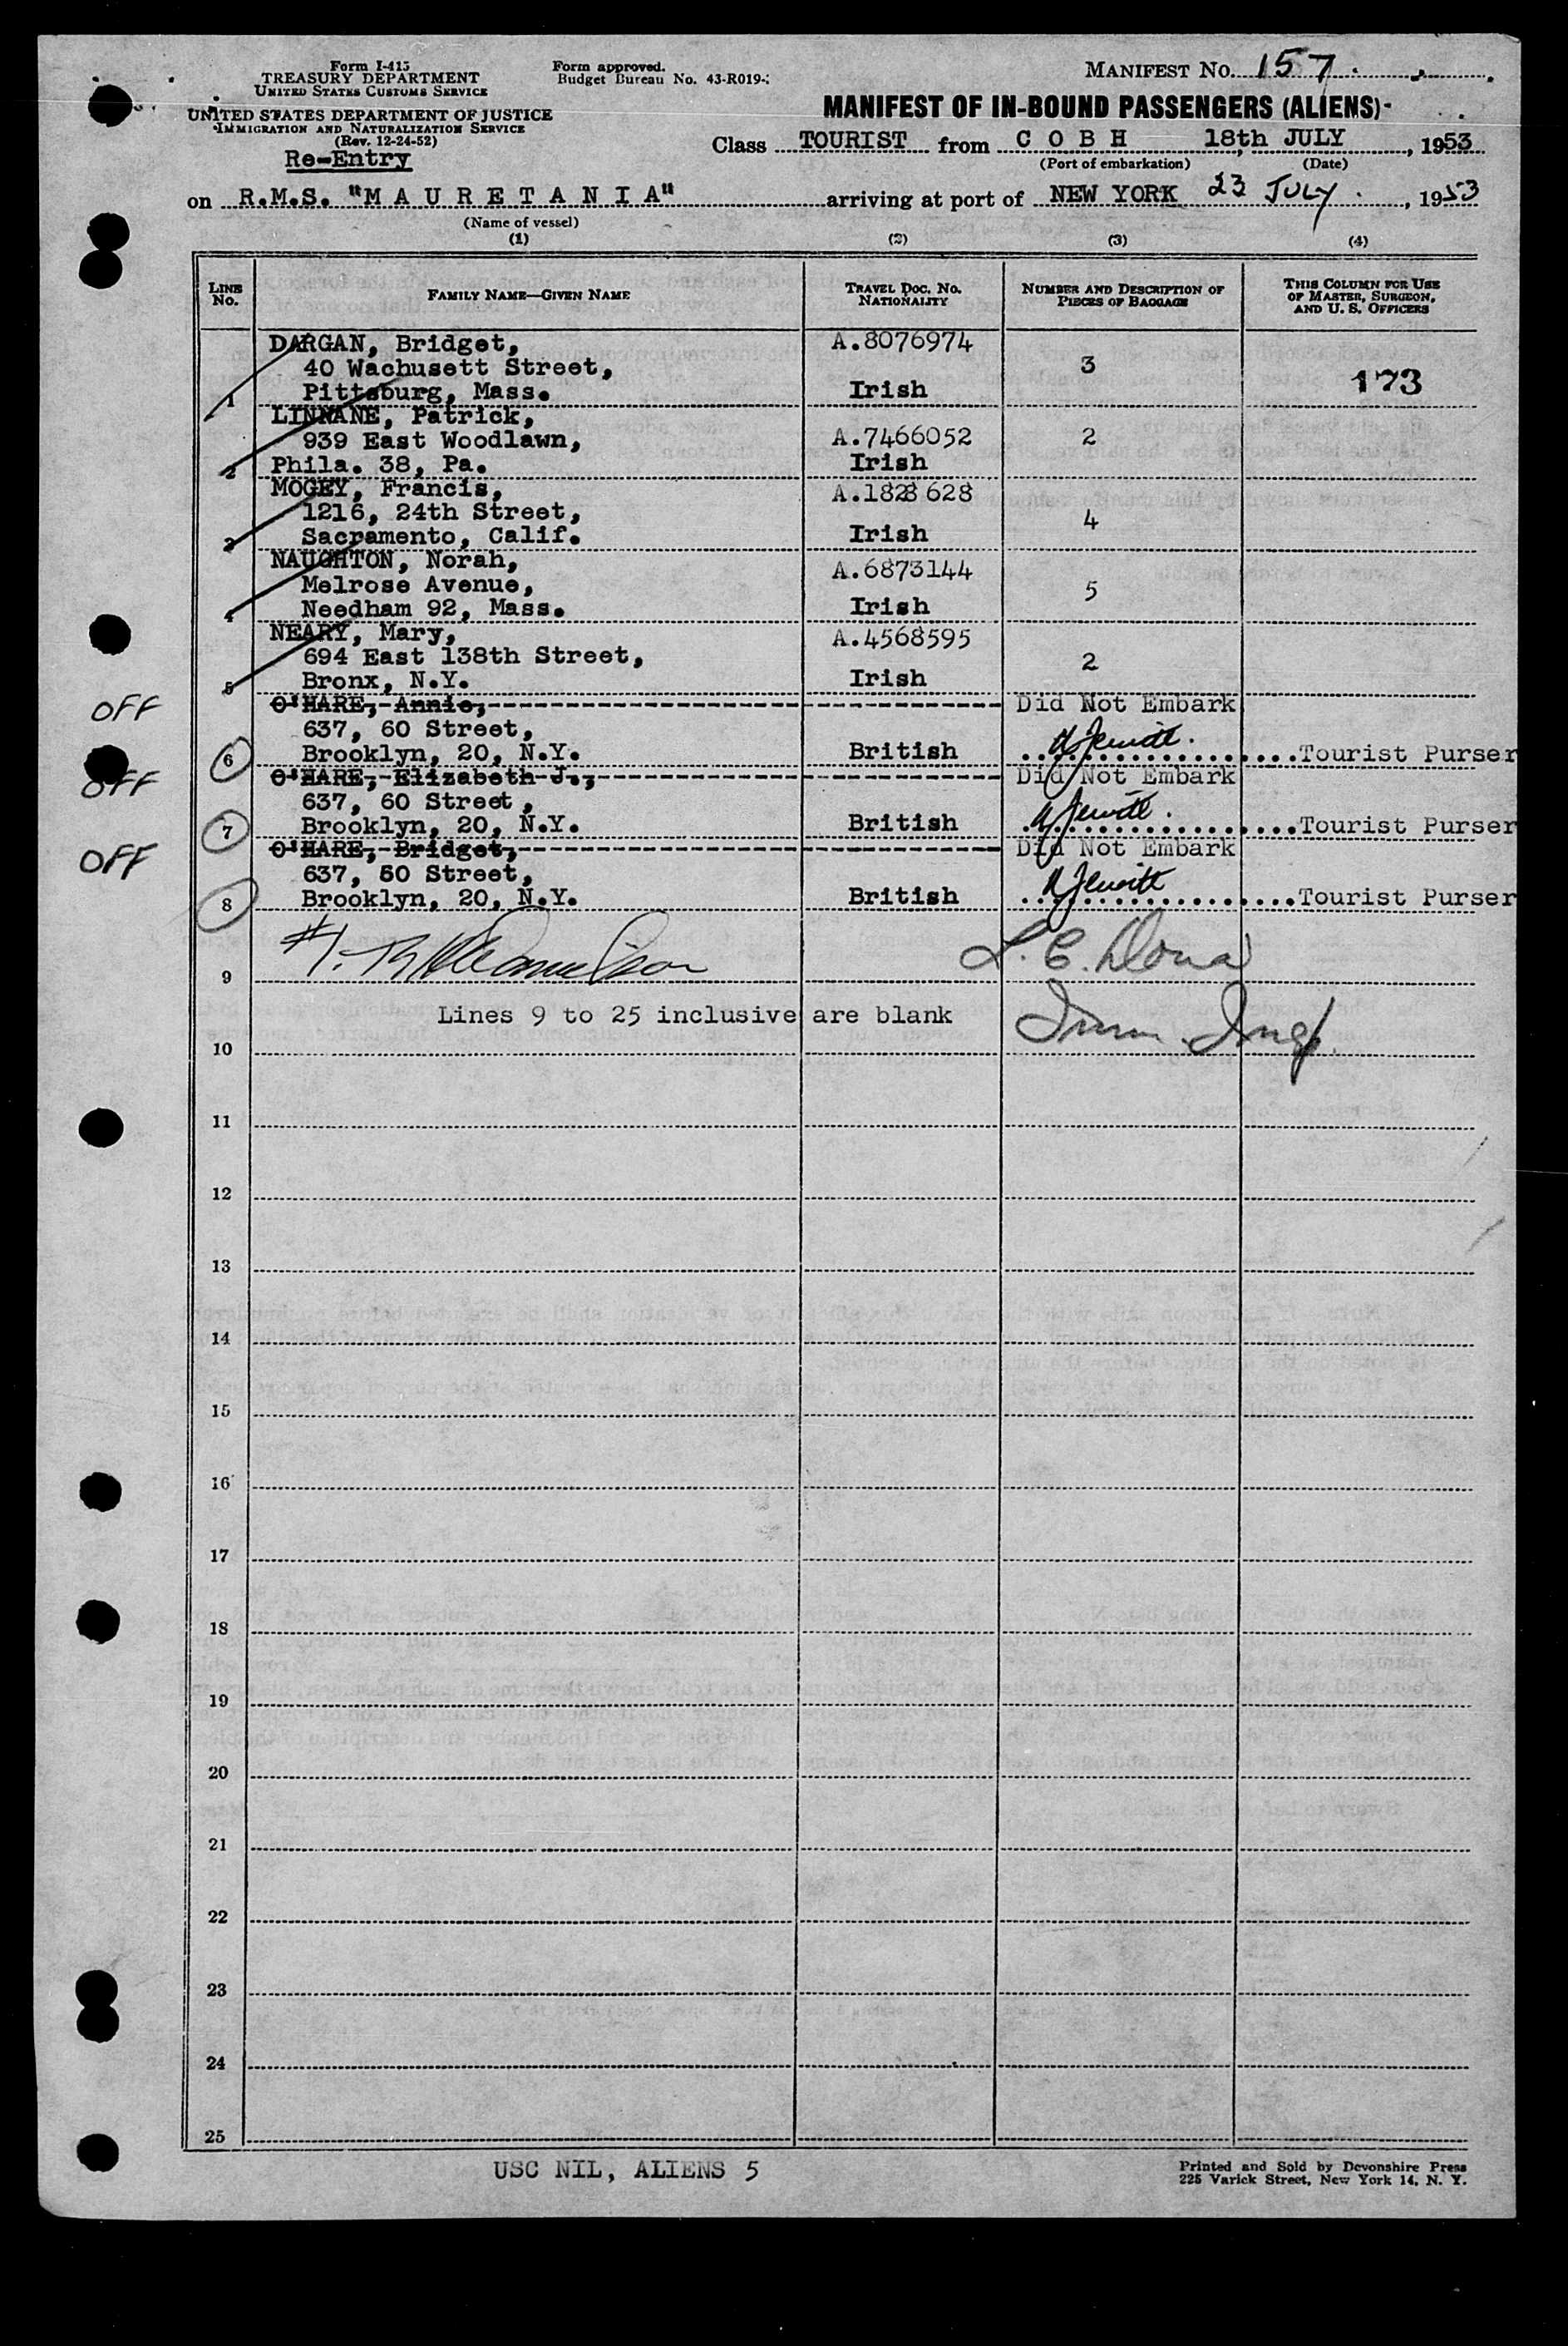 Form I-415
TREASURY DEPARTMENT
UNITED STATES CUSTOMS SERVICE
UNITED STATES DEPARTMENT OF JUSTICE
IMMIGRATION AND NATURALIZATION SERVICE
(Rev. 12-24-52)
Re-Entry
Form approved.
Budget Bureau No. 43-R019-
MANIFEST NO. 157
MANIFEST OF IN-BOUND PASSENGERS (ALIENS)
Class TOURIST from C O B H 18th JULY, 1953
(Port of embarkation) (Date)
on R.M.S. "M A U R E T A N I A" arriving at port of NEW YORK 23 JULY, 1953
(Name of vessel)
(1) (2) (3) (4)
LINE NO. FAMILY NAME—GIVEN NAME TRAVEL DOC. NO. NATIONALITY NUMBER AND DESCRIPTION OF PIECES OF BAGGAGE THIS COLUMN FOR USE OF MASTER, SURGEON, AND U. S. OFFICERS
DARGAN, Bridget, A.8076974
40 Wachusett Street, 3
1 Pittsburg, Mass. Irish 173
LINNANE, Patrick,
939 East Woodlawn, A.7466052 2
2 Phila. 38, Pa. Irish
MOGEY, Francis, A.1828628
1216, 24th Street, 4
3 Sacramento, Calif. Irish
NAUGHTON, Norah, A.6873144
Melrose Avenue, 5
4 Needham 92, Mass. Irish
NEARY, Mary, A.4568595
694 East 138th Street, 2
5 Bronx, N.Y. Irish
OFF O'HARE, Annie, Did Not Embark
637, 60 Street,
6 Brooklyn, 20, N.Y. British Tourist Purser
OFF O'HARE, Elizabeth J., Did Not Embark
637, 60 Street,
7 Brooklyn, 20, N.Y. British Tourist Purser
OFF O'HARE, Bridget, Did Not Embark
637, 60 Street,
8 Brooklyn, 20, N.Y. British Tourist Purser
#1-
9
Lines 9 to 25 inclusive are blank
10
11
12
13
14
15
16
17
18
19
20
21
22
23
24
25
USC NIL, ALIENS 5
Printed and Sold by Devonshire Press
225 Varick Street, New York 14, N. Y.